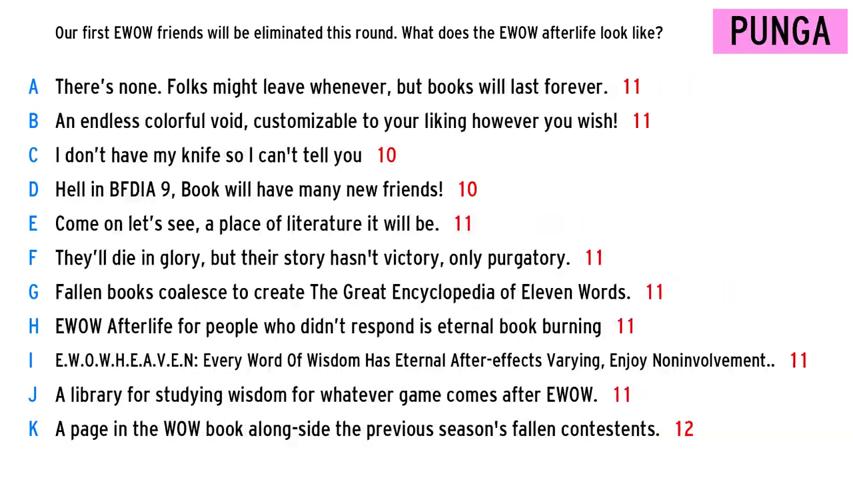 Our first EWOW friends will be eliminated this round. What does the EWOW afterlife look like?
PUNGA
A There's none. Folks might leave whenever, but books will last forever. 11
B An endless colorful void, customizable to your liking however you wish! 11
C I don't have my knife so I can't tell you 10
D Hell in BFDIA 9, Book will have many new friends! 10
E Come on let's see, a place of literature it will be. 11
F They'll die in glory, but their story hasn't victory, only purgatory. 11
G Fallen books coalesce to create The Great Encyclopedia of Eleven Words. 11
H EWOW Afterlife for people who didn't respond is eternal book burning 11
I E.W.O.W.H.E.A.V.E.N: Every Word Of Wisdom Has Eternal After-effects Varying, Enjoy Noninvolvement.. 11
J A library for studying wisdom for whatever game comes after EWOW. 11
K A page in the WOW book along-side the previous season's fallen contestents. 12